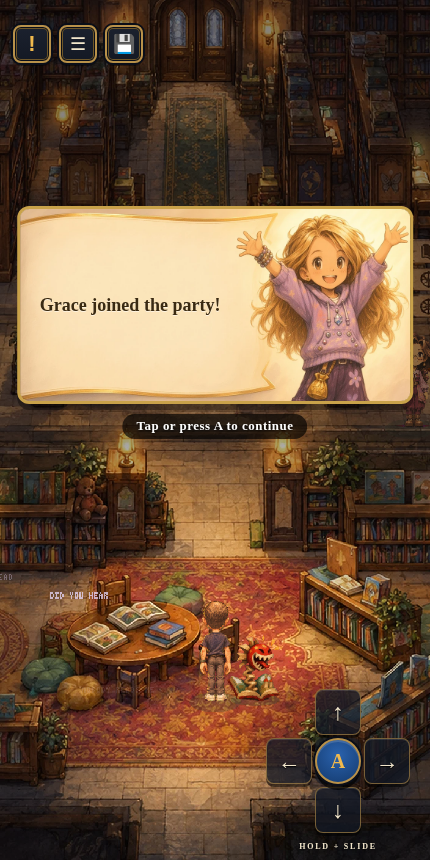 !
☰
Grace joined the party!
Tap or press A to continue
DID YOU HEAR
↑
← A →
↓
HOLD + SLIDE